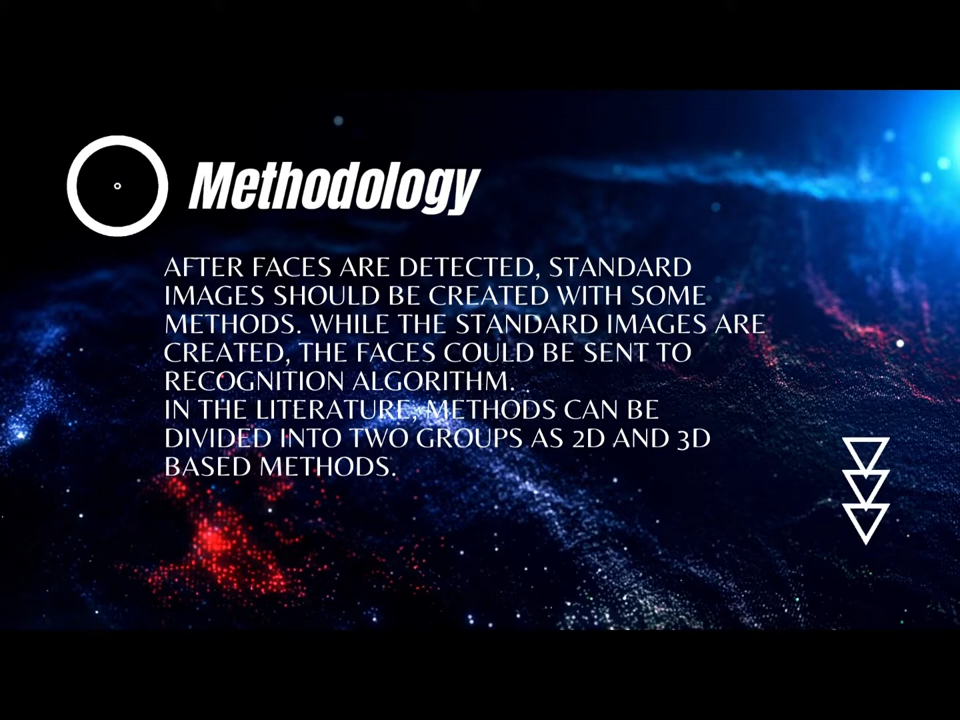 Methodology
AFTER FACES ARE DETECTED, STANDARD
IMAGES SHOULD BE CREATED WITH SOME
METHODS. WHILE THE STANDARD IMAGES ARE
CREATED, THE FACES COULD BE SENT TO
RECOGNITION ALGORITHM.
IN THE LITERATURE, METHODS CAN BE
DIVIDED INTO TWO GROUPS AS 2D AND 3D
BASED METHODS.